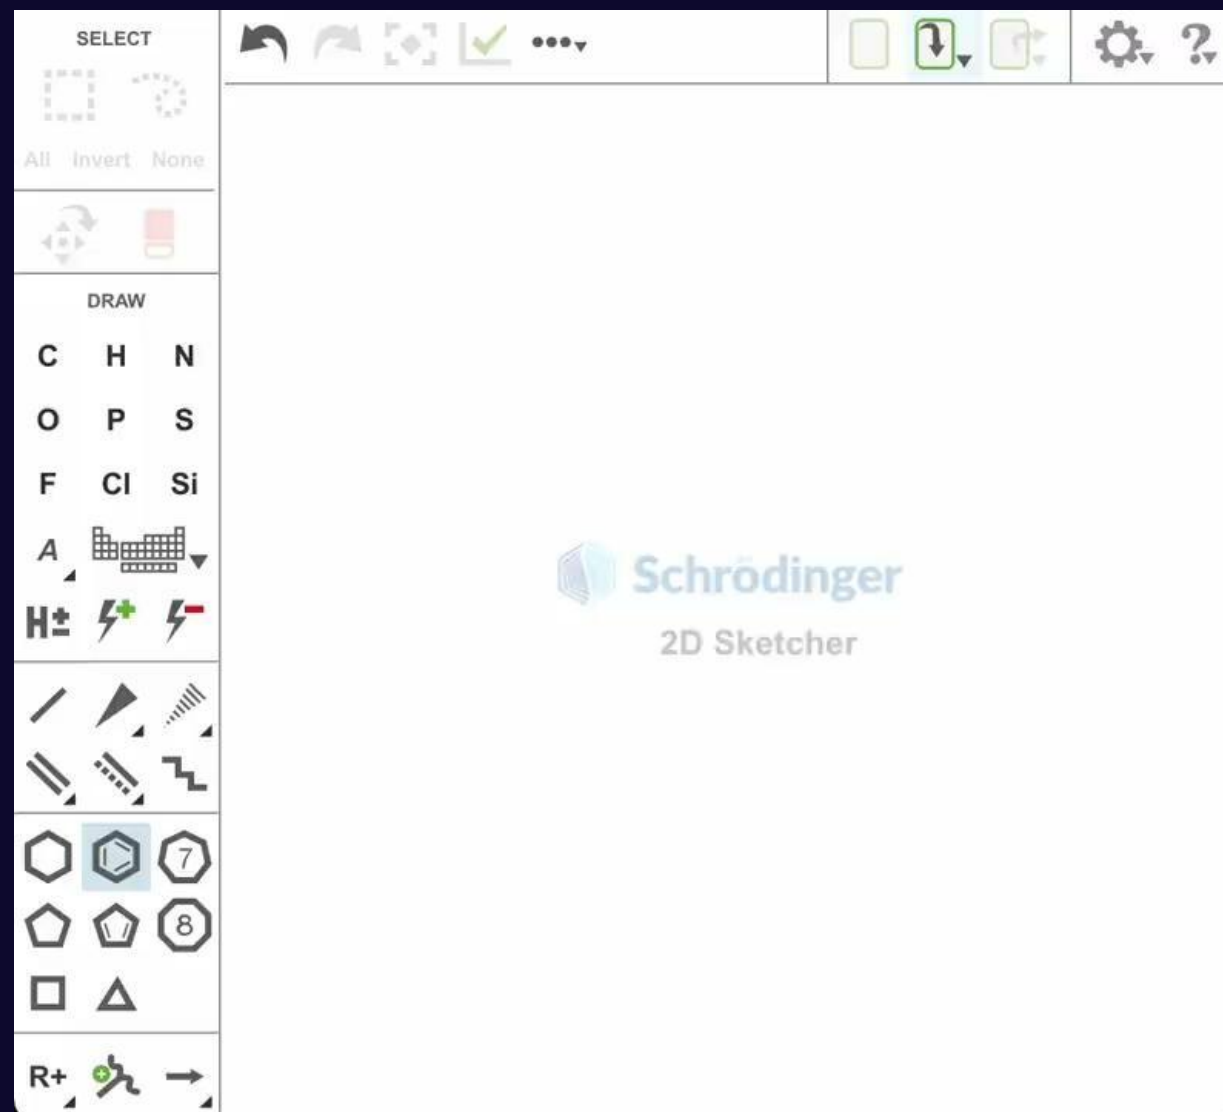 SELECT
All Invert None
DRAW
C H N
O P S
F Cl Si
A
H±
7
8
R+
Schrödinger
2D Sketcher